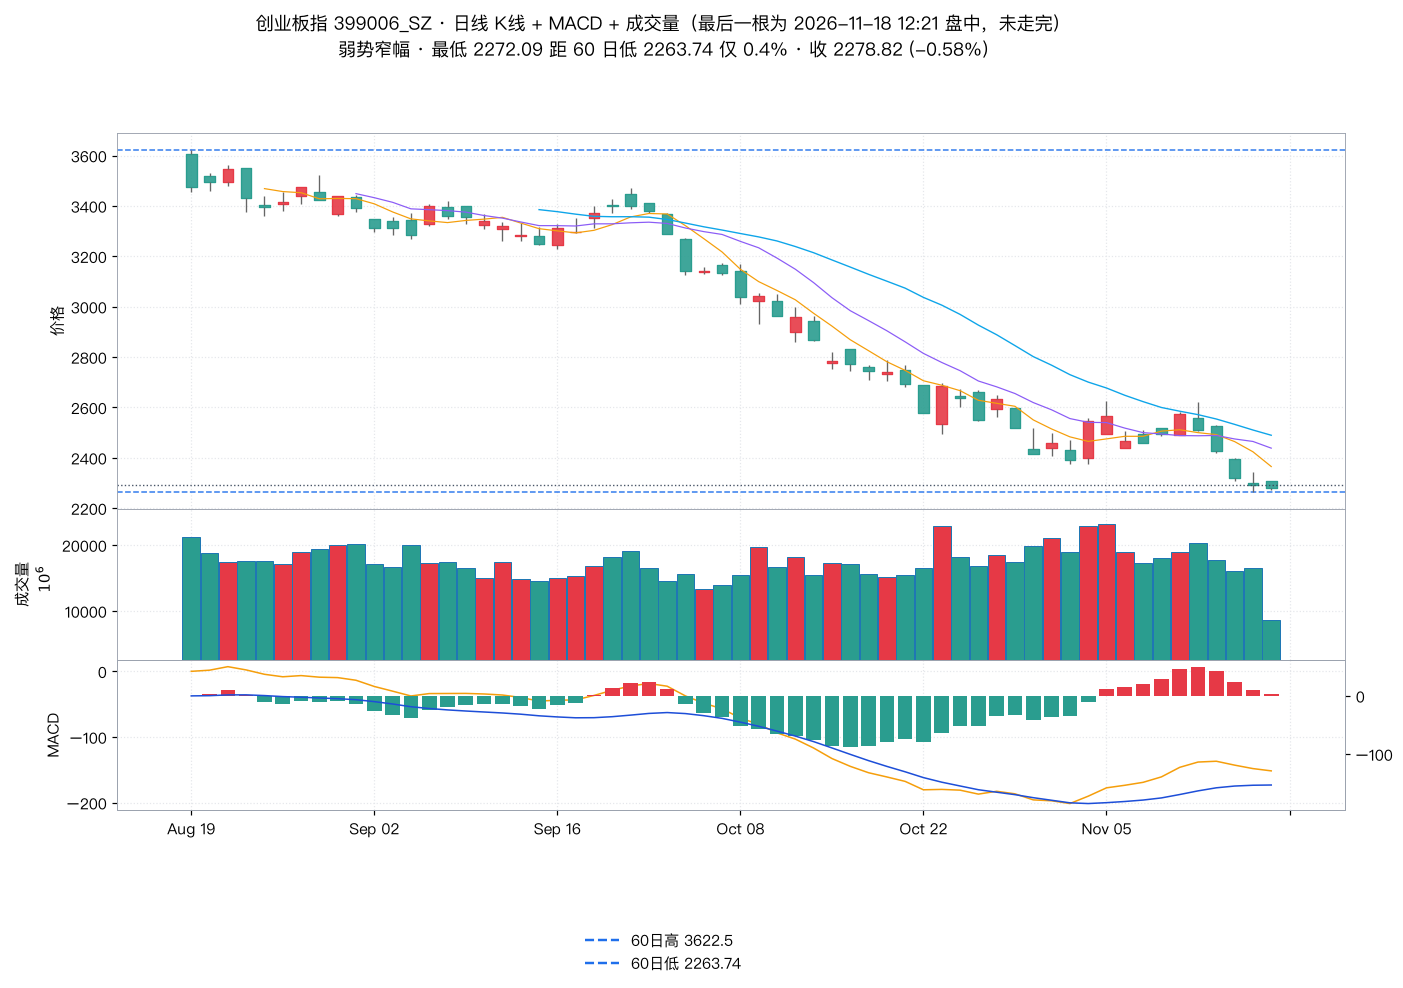 创业板指 399006_SZ · 日线 K线 + MACD + 成交量（最后一根为 2026−11−18 12:21 盘中，未走完）
弱势窄幅 · 最低 2272.09 距 60 日低 2263.74 仅 0.4% · 收 2278.82 (−0.58%)
3600
3400
3200
3000
2800
2600
2400
2200
价格
20000
10000
成交量
10⁶
0
−100
−200
MACD
0
−100
Aug 19
Sep 02
Sep 16
Oct 08
Oct 22
Nov 05
60日高 3622.5
60日低 2263.74